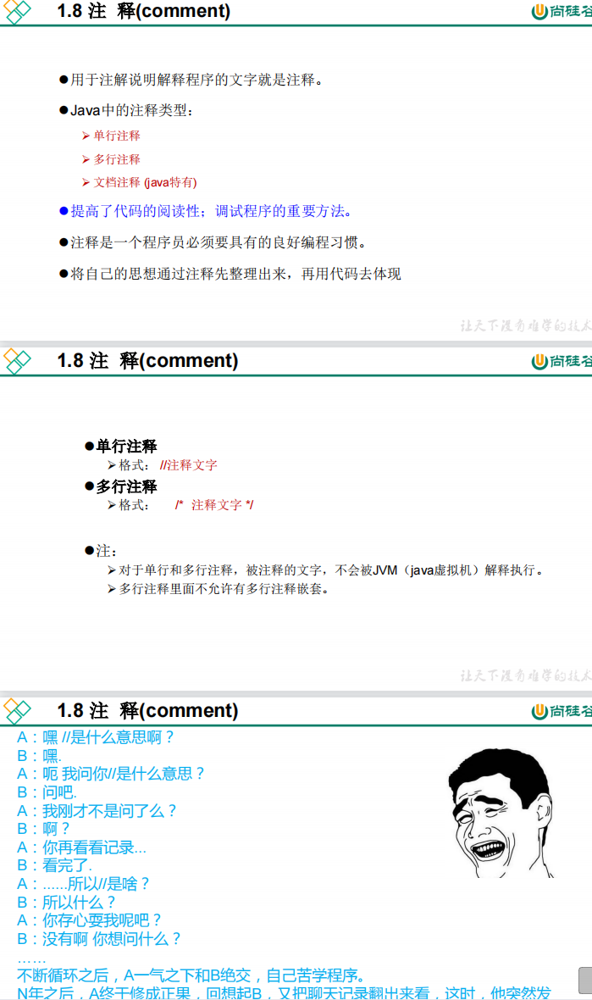 1.8 注 释(comment)
尚硅谷
●用于注解说明解释程序的文字就是注释。
●Java中的注释类型：
➢单行注释
➢多行注释
➢文档注释 (java特有)
●提高了代码的阅读性；调试程序的重要方法。
●注释是一个程序员必须要具有的良好编程习惯。
●将自己的思想通过注释先整理出来，再用代码去体现
让天下没有难学的技术
1.8 注 释(comment)
尚硅谷
●单行注释
➢格式： //注释文字
●多行注释
➢格式： /* 注释文字 */
●注：
➢对于单行和多行注释，被注释的文字，不会被JVM（java虚拟机）解释执行。
➢多行注释里面不允许有多行注释嵌套。
让天下没有难学的技术
1.8 注 释(comment)
尚硅谷
A：嘿 //是什么意思啊？
B：嘿.
A：呃 我问你//是什么意思？
B：问吧.
A：我刚才不是问了么？
B：啊？
A：你再看看记录...
B：看完了.
A：......所以//是啥？
B：所以什么？
A：你存心耍我呢吧？
B：没有啊 你想问什么？
……
不断循环之后，A一气之下和B绝交，自己苦学程序。
N年之后，A终于修成正果，回想起B，又把聊天记录翻出来看，这时，他突然发